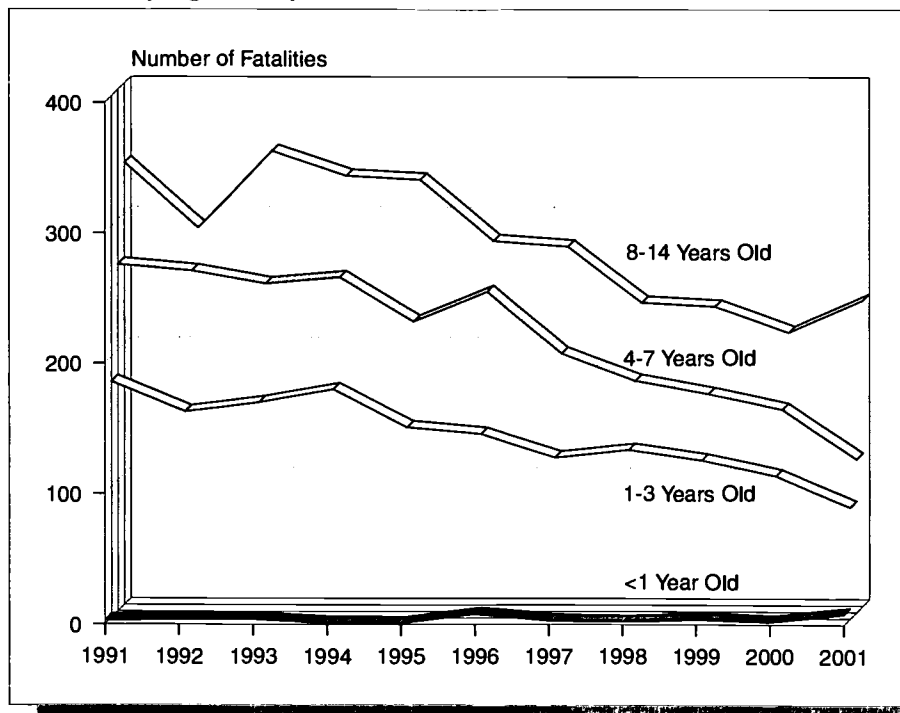 Number of Fatalities
400
300
8-14 Years Old
200
4-7 Years Old
100
1-3 Years Old
<1 Year Old
0
1991 1992 1993 1994 1995 1996 1997 1998 1999 2000 2001